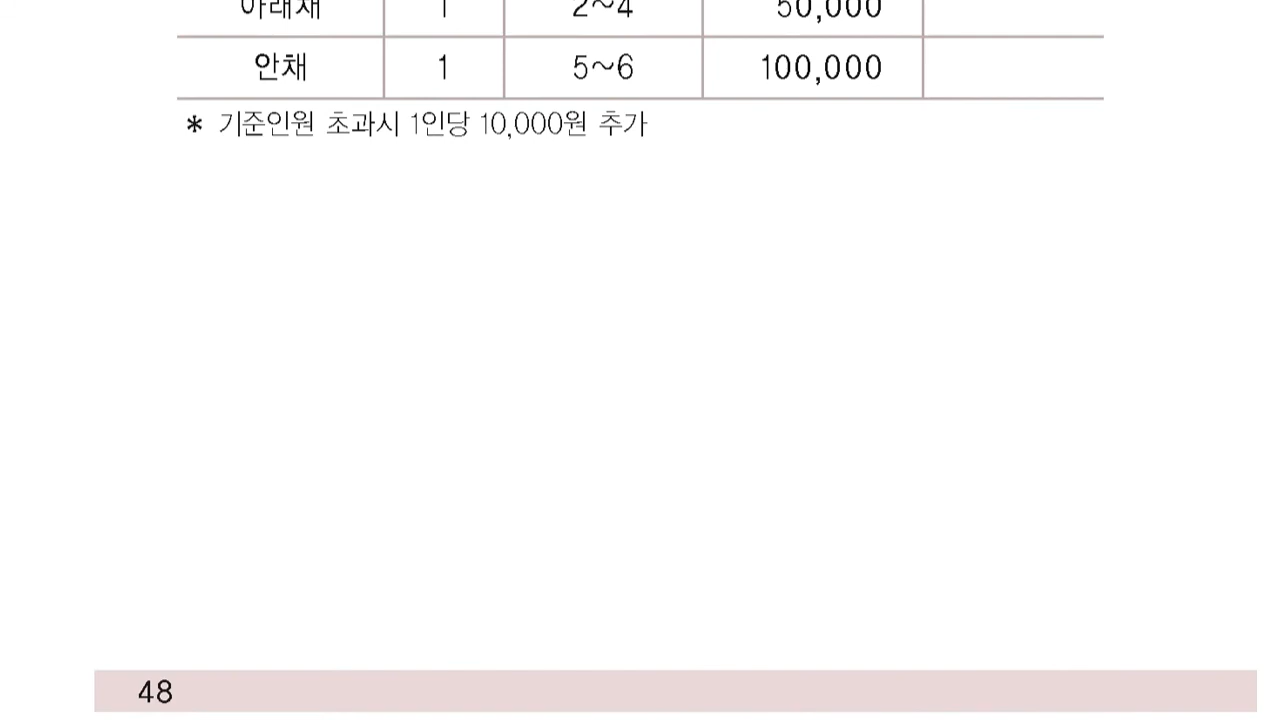 아래채 1 2~4 50,000
안채 1 5~6 100,000
* 기준인원 초과시 1인당 10,000원 추가
48